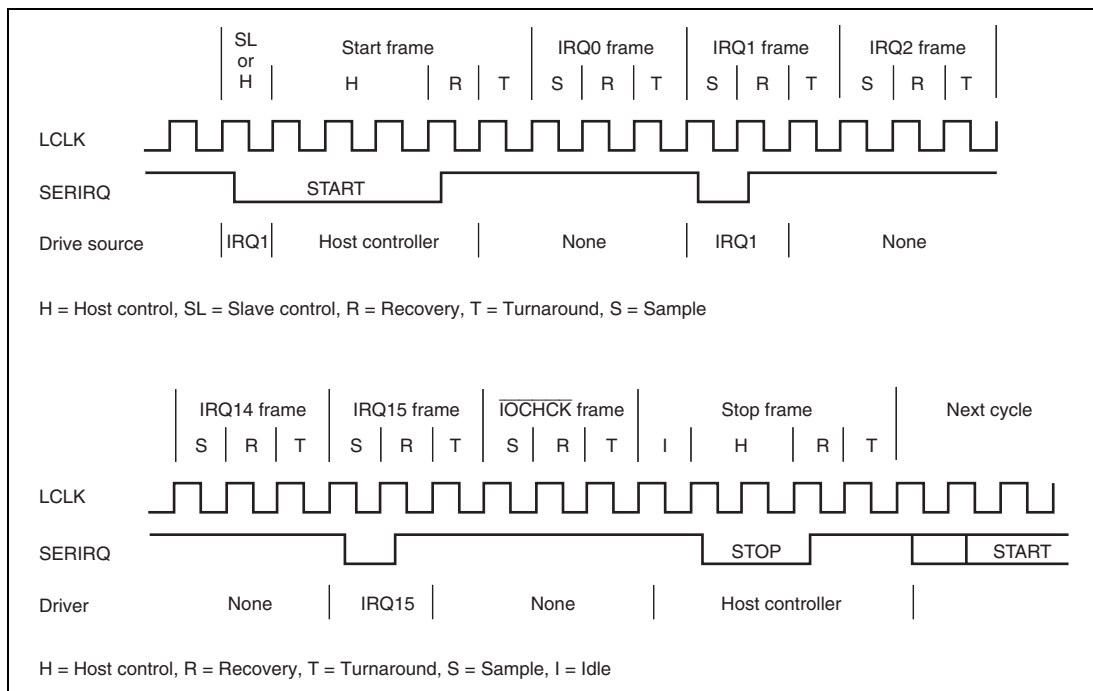 SL or H
Start frame
IRQ0 frame
IRQ1 frame
IRQ2 frame
H R T S R T S R T S R T
LCLK
SERIRQ
START
Drive source
IRQ1
Host controller
None
IRQ1
None
H = Host control, SL = Slave control, R = Recovery, T = Turnaround, S = Sample
IRQ14 frame
IRQ15 frame
IOCHCK frame
Stop frame
Next cycle
S R T S R T S R T I H R T
LCLK
SERIRQ
STOP
START
Driver
None
IRQ15
None
Host controller
H = Host control, R = Recovery, T = Turnaround, S = Sample, I = Idle